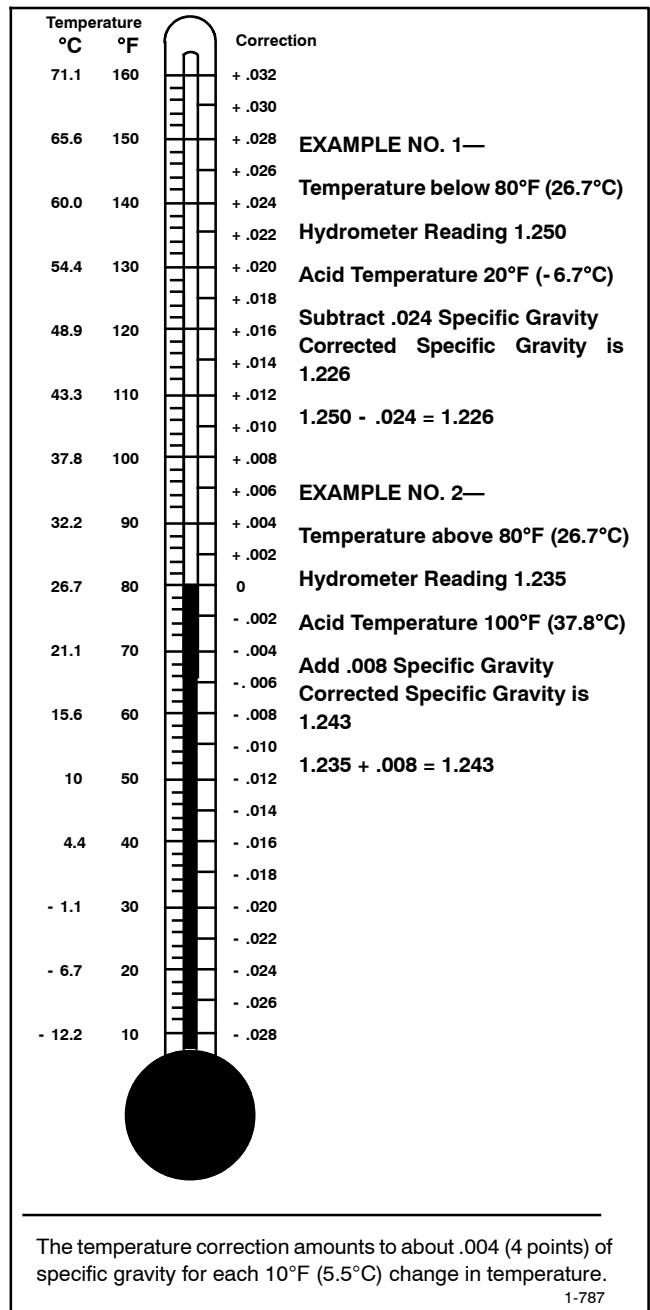 Temperature
°C °F Correction
71.1 160 + .032
+ .030
65.6 150 + .028
+ .026
60.0 140 + .024
+ .022
54.4 130 + .020
+ .018
48.9 120 + .016
+ .014
43.3 110 + .012
+ .010
37.8 100 + .008
+ .006
32.2 90 + .004
+ .002
26.7 80 0
- .002
21.1 70 - .004
-. 006
15.6 60 - .008
- .010
10 50 - .012
- .014
4.4 40 - .016
- .018
- 1.1 30 - .020
- .022
- 6.7 20 - .024
- .026
- 12.2 10 - .028
EXAMPLE NO. 1—
Temperature below 80°F (26.7°C)
Hydrometer Reading 1.250
Acid Temperature 20°F (- 6.7°C)
Subtract .024 Specific Gravity
Corrected Specific Gravity is
1.226
1.250 - .024 = 1.226
EXAMPLE NO. 2—
Temperature above 80°F (26.7°C)
Hydrometer Reading 1.235
Acid Temperature 100°F (37.8°C)
Add .008 Specific Gravity
Corrected Specific Gravity is
1.243
1.235 + .008 = 1.243
The temperature correction amounts to about .004 (4 points) of
specific gravity for each 10°F (5.5°C) change in temperature.
1-787